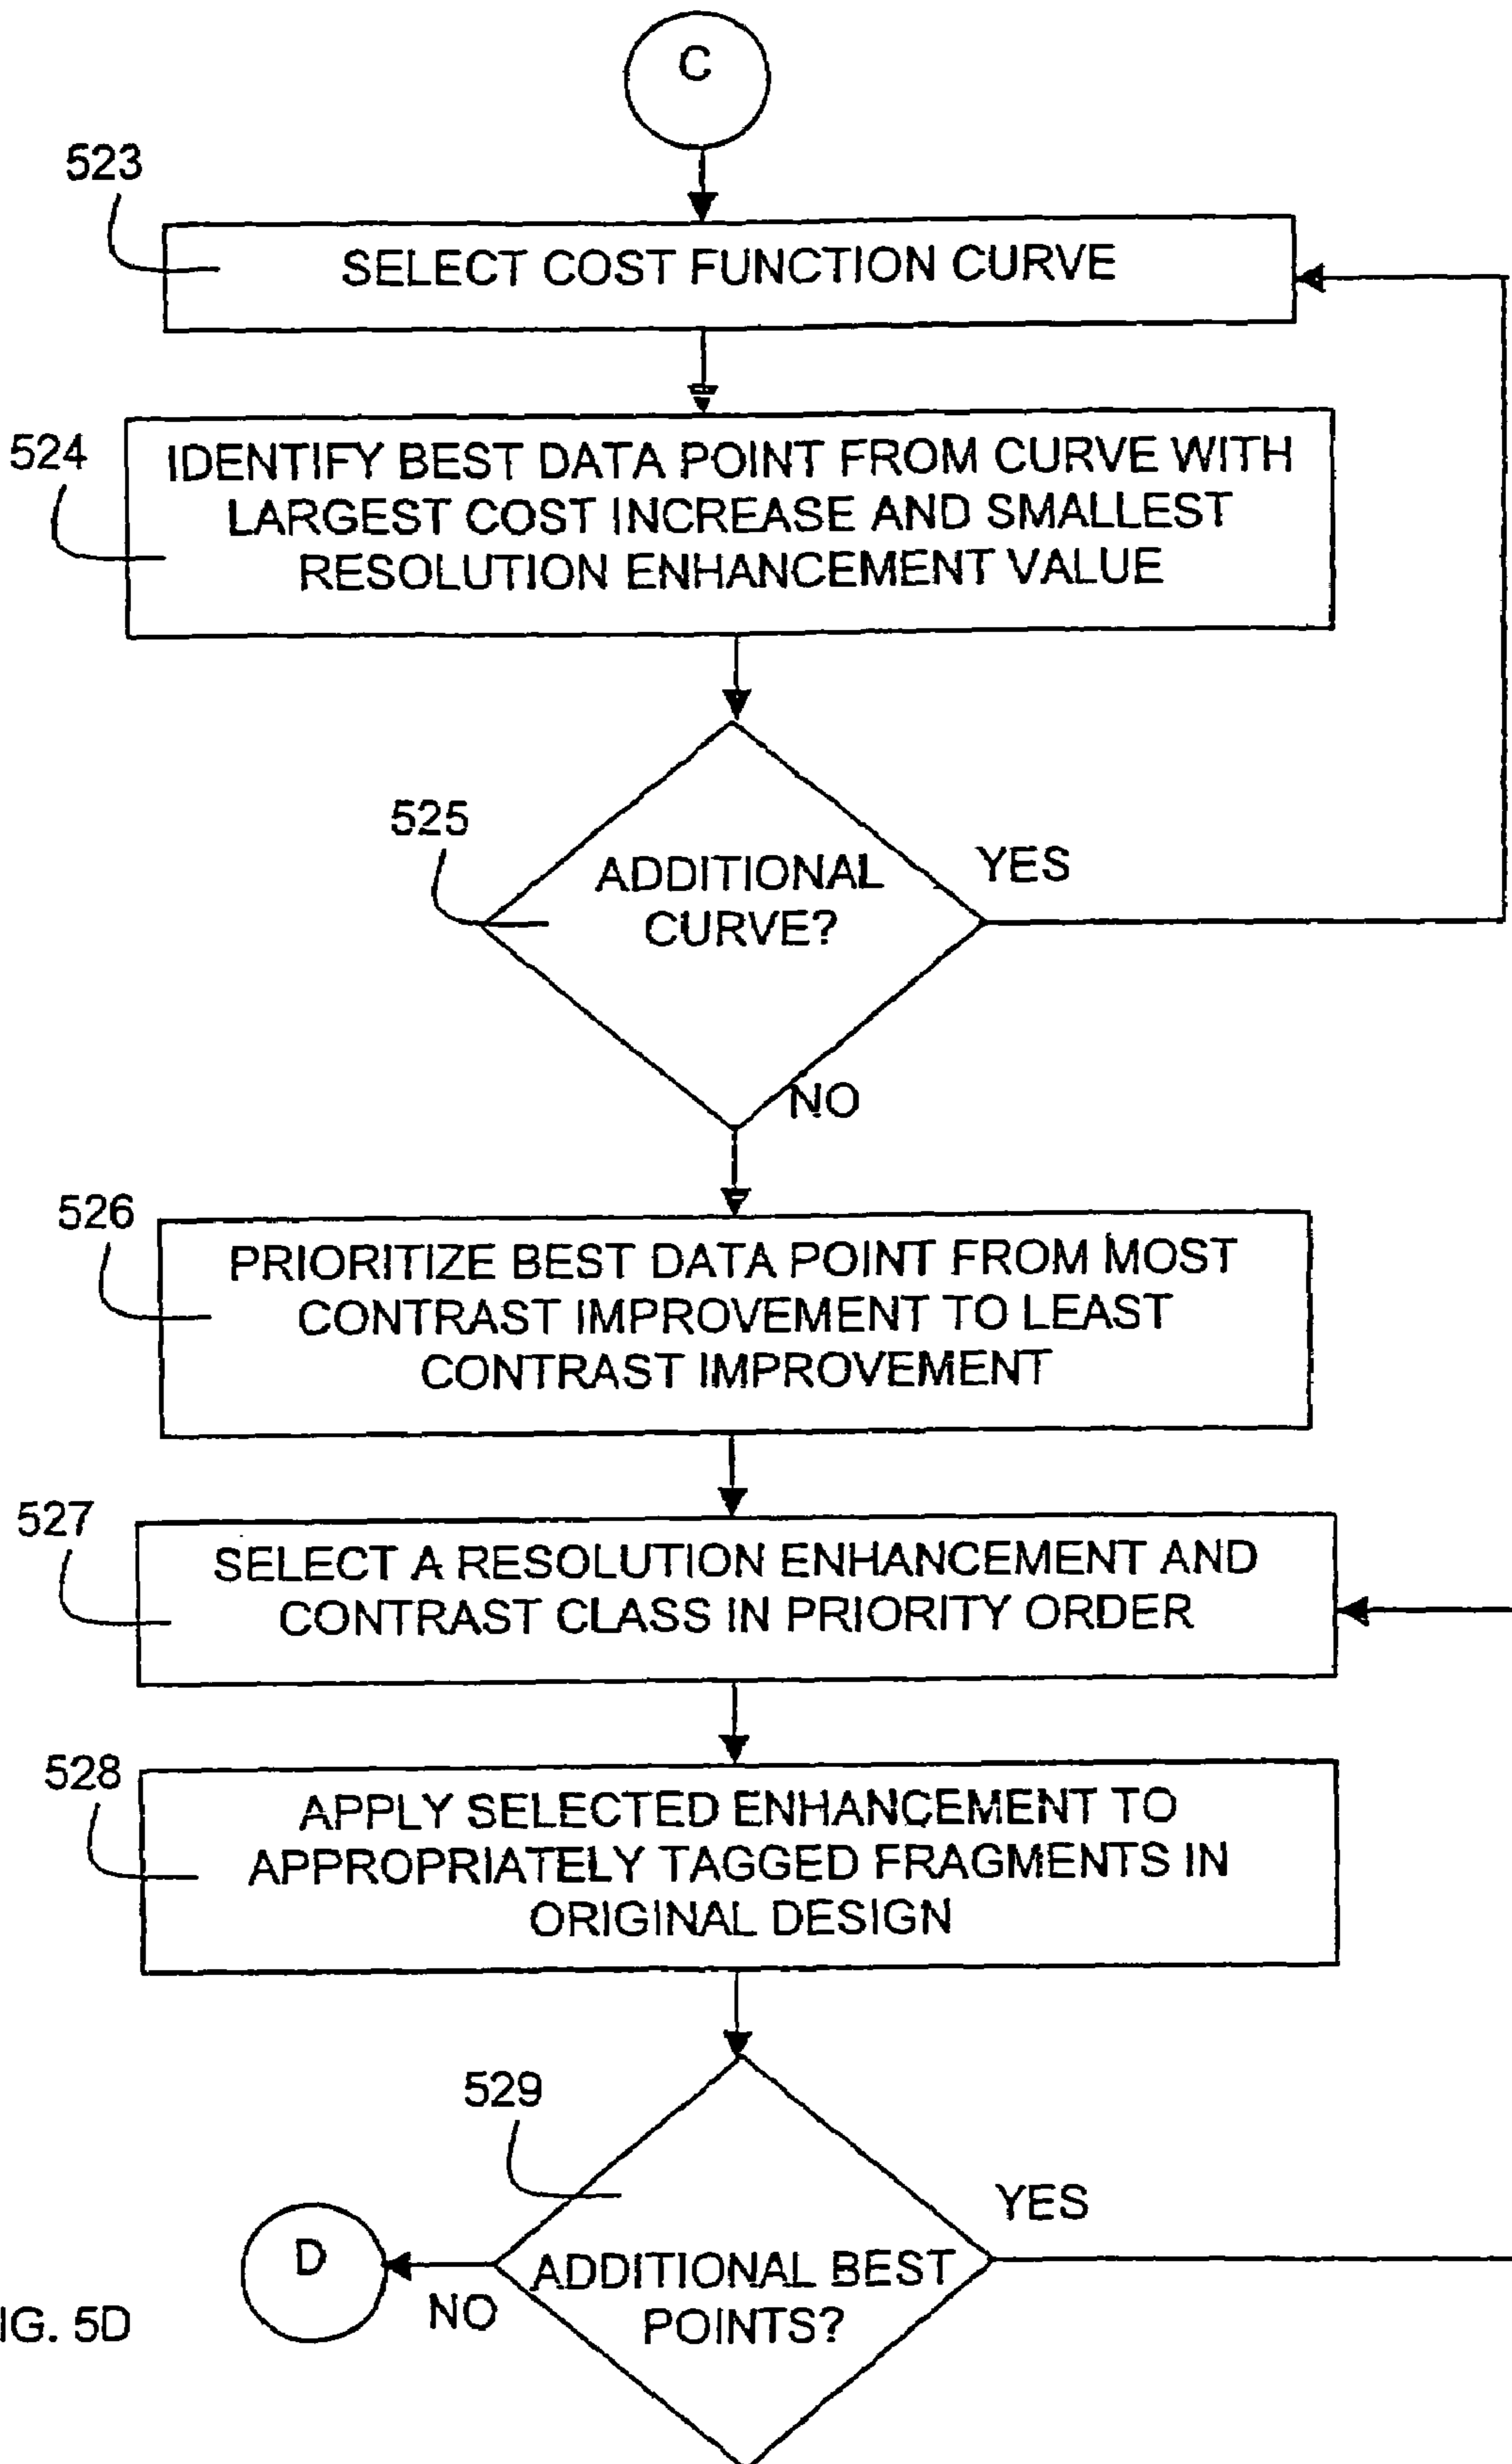 C
523
SELECT COST FUNCTION CURVE
524
IDENTIFY BEST DATA POINT FROM CURVE WITH
LARGEST COST INCREASE AND SMALLEST
RESOLUTION ENHANCEMENT VALUE
525
ADDITIONAL
CURVE?
YES
NO
526
PRIORITIZE BEST DATA POINT FROM MOST
CONTRAST IMPROVEMENT TO LEAST
CONTRAST IMPROVEMENT
527
SELECT A RESOLUTION ENHANCEMENT AND
CONTRAST CLASS IN PRIORITY ORDER
528
APPLY SELECTED ENHANCEMENT TO
APPROPRIATELY TAGGED FRAGMENTS IN
ORIGINAL DESIGN
529
YES
D
NO
ADDITIONAL BEST
POINTS?
IG. 5D